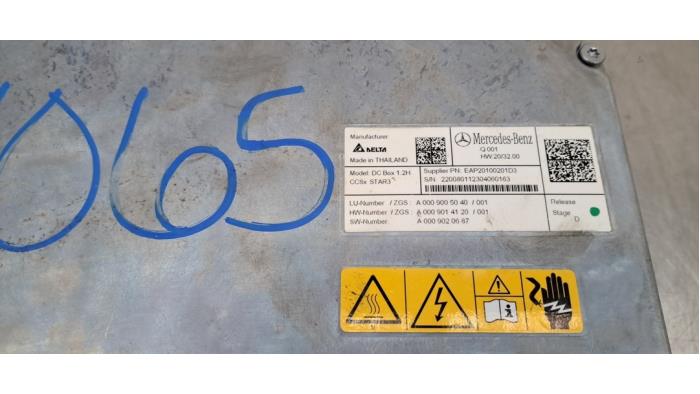 1065
Manufacturer:
DELTA
Made in THAILAND
Mercedes-Benz
Q 001
HW:20/32.00
Model: DC Box 1.2H
CCSx STAR3
Supplier PN: EAP20100201D3
S/N: 220080112304060163
LU-Number / ZGS : A 000 900 50 40 / 001
HW-Number / ZGS : A 000 901 41 20 / 001
SW-Number: A 000 902 06 87
Release
Stage
D